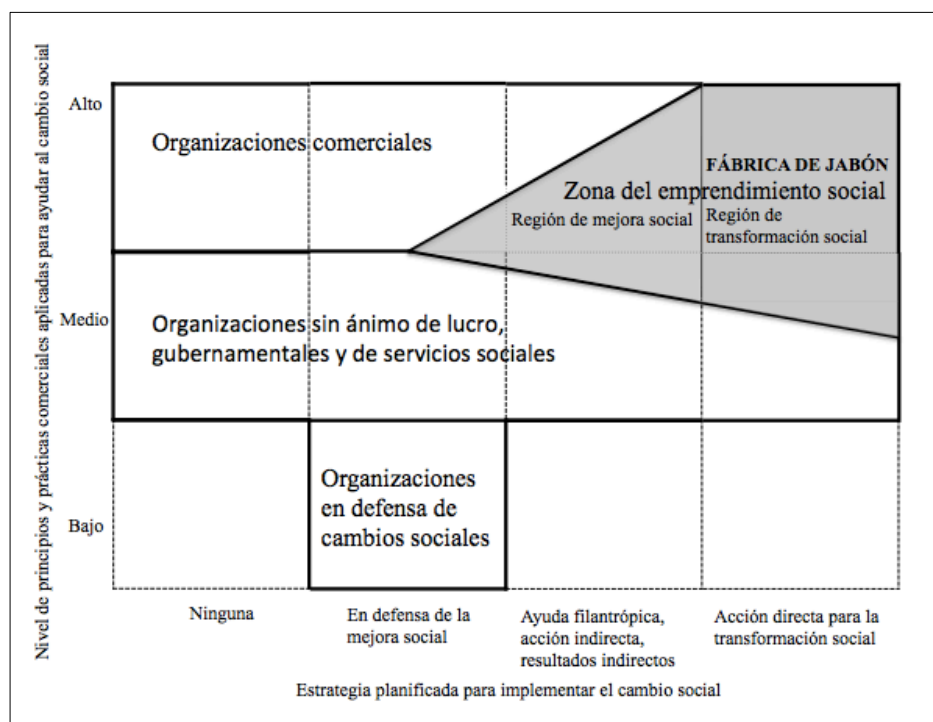 Nivel de principios y prácticas comerciales aplicadas para ayudar al cambio social
Alto
Organizaciones comerciales
FÁBRICA DE JABÓN
Zona del emprendimiento social
Región de mejora social
Región de
transformación social
Medio
Organizaciones sin ánimo de lucro,
gubernamentales y de servicios sociales
Organizaciones
en defensa de
cambios sociales
Bajo
Ninguna
En defensa de la
mejora social
Ayuda filantrópica,
acción indirecta,
resultados indirectos
Acción directa para la
transformación social
Estrategia planificada para implementar el cambio social